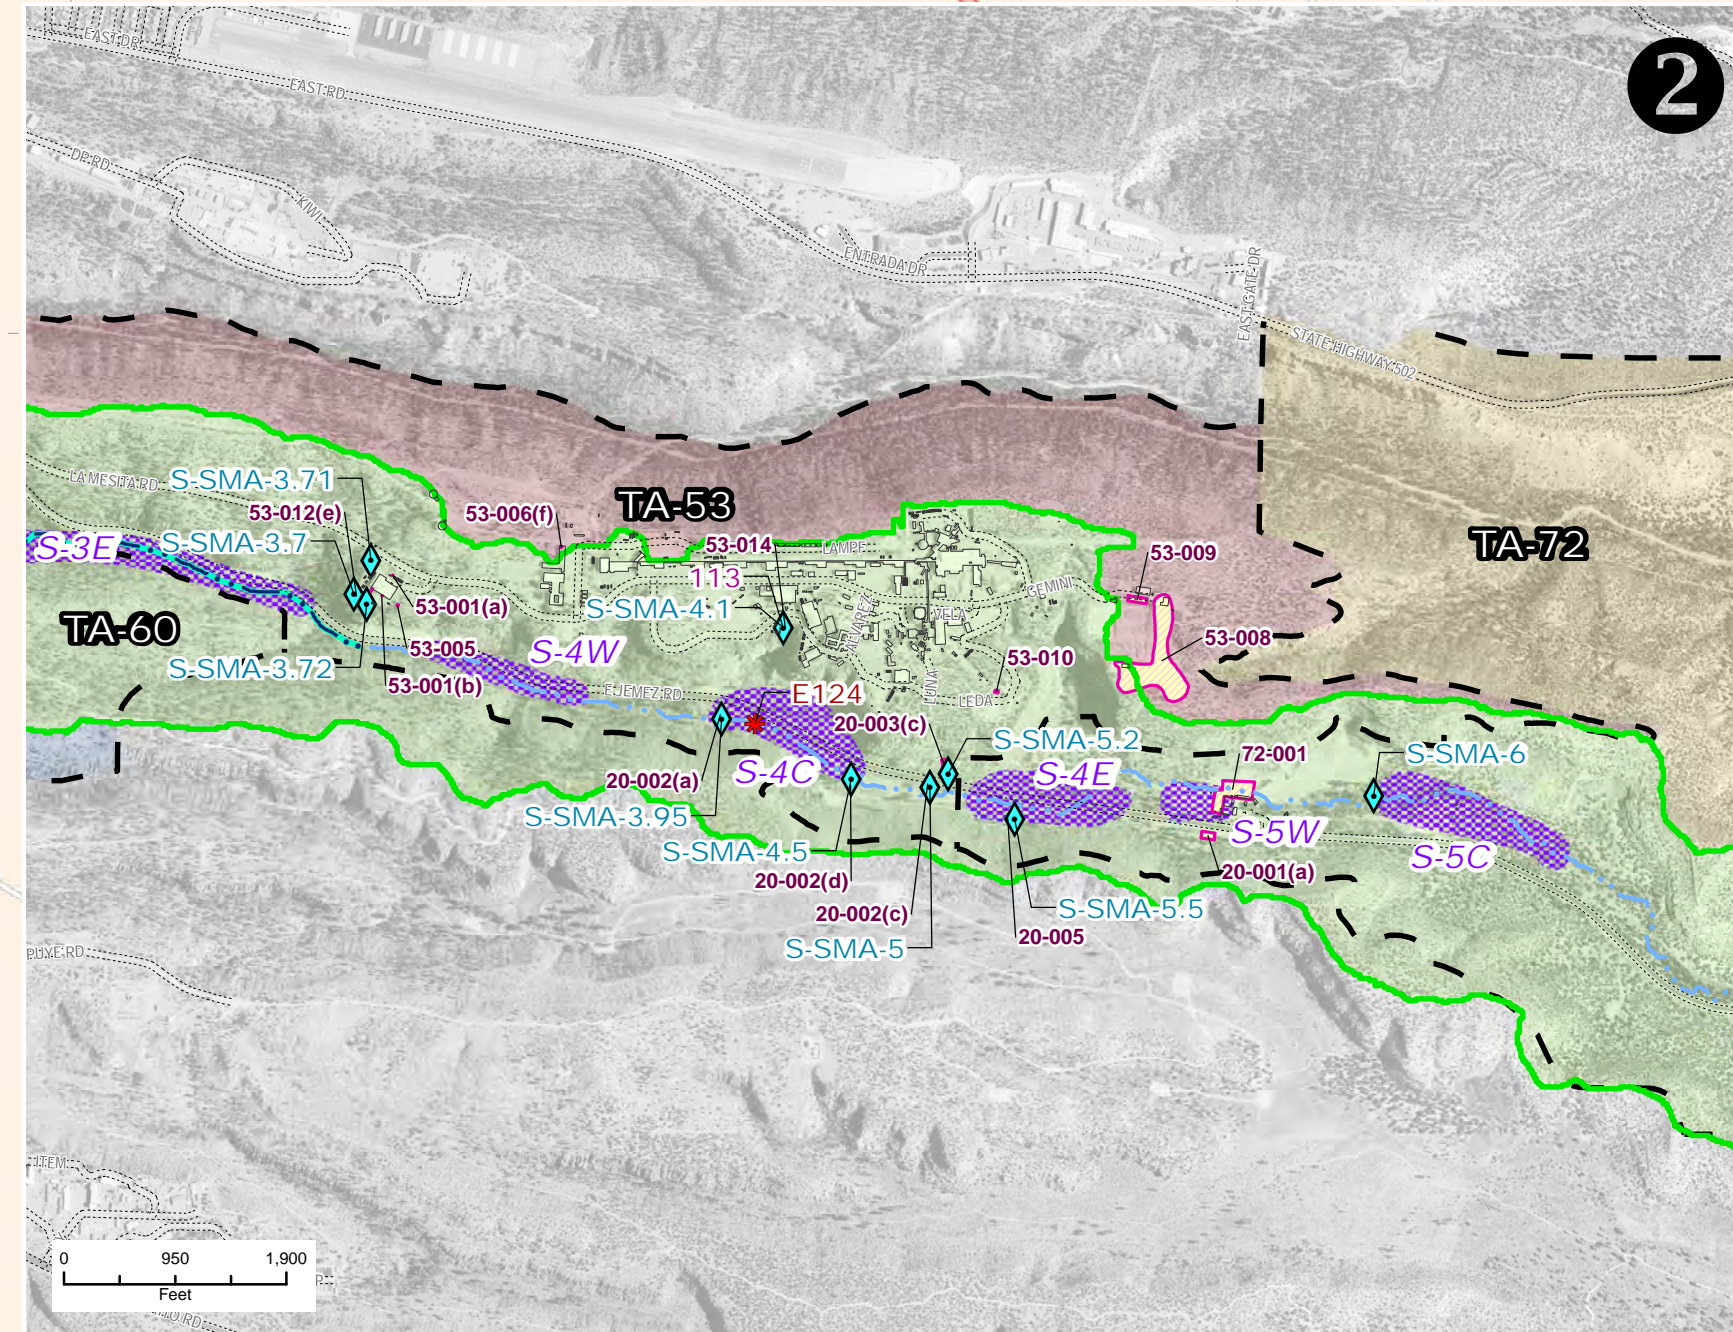 2
EAST DR
EAST RD
DP RD
KIWI
ENTRADA DR
EAST GATE DR
STATE HIGHWAY 502
LA MESITA RD
S-SMA-3.71
53-012(e)
53-006(f)
TA-53
S-3E
S-SMA-3.7
53-014
LAMPF
53-009
TA-72
113
GEMINI
S-SMA-4.1
53-001(a)
ALVAREZ
VELA
TA-60
53-005
S-4W
53-008
53-010
S-SMA-3.72
53-001(b)
E JEMEZ RD
E124
LUNA
LEDA
20-003(c)
S-SMA-5.2
72-001
S-SMA-6
20-002(a)
S-4C
S-4E
S-SMA-3.95
S-5W
S-SMA-4.5
S-5C
20-002(d)
20-001(a)
20-002(c)
S-SMA-5.5
20-005
S-SMA-5
PUYE RD
ITEM
0 950 1,900
Feet